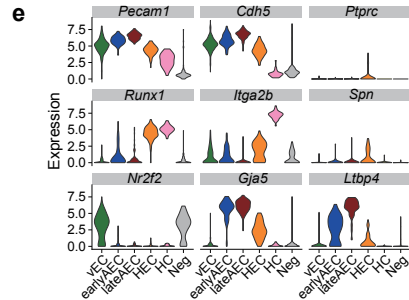 e
Pecam1 Cdh5 Ptprc
7.5
5.0
2.5
0.0
Runx1 Itga2b Spn
Expression
7.5
5.0
2.5
0.0
Nr2f2 Gja5 Ltbp4
7.5
5.0
2.5
0.0
vEC earlyAEC lateAEC HEC HC Neg vEC earlyAEC lateAEC HEC HC Neg vEC earlyAEC lateAEC HEC HC Neg